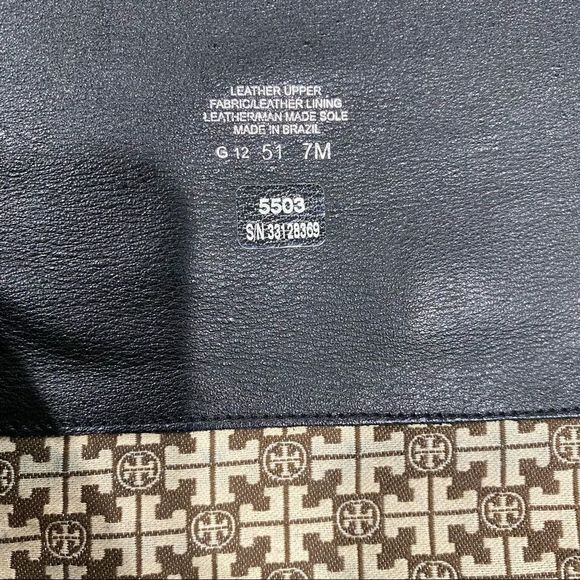 LEATHER UPPER
FABRIC/LEATHER LINING
LEATHER/MAN MADE SOLE
MADE IN BRAZIL
G 12 51 7M
5503
S/N 33128369